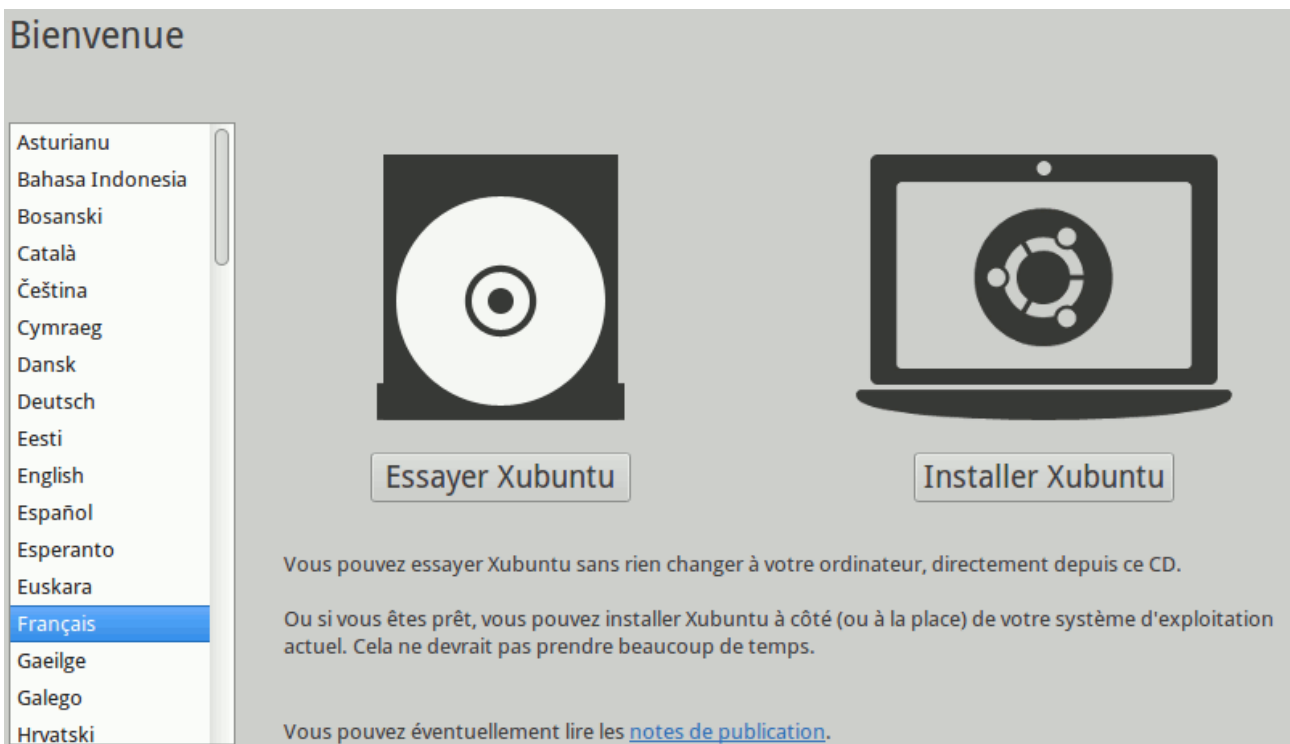 Bienvenue
Asturianu
Bahasa Indonesia
Bosanski
Català
Čeština
Cymraeg
Dansk
Deutsch
Eesti
English
Español
Esperanto
Euskara
Français
Gaeilge
Galego
Hrvatski
Essayer Xubuntu
Installer Xubuntu
Vous pouvez essayer Xubuntu sans rien changer à votre ordinateur, directement depuis ce CD.
Ou si vous êtes prêt, vous pouvez installer Xubuntu à côté (ou à la place) de votre système d'exploitation
actuel. Cela ne devrait pas prendre beaucoup de temps.
Vous pouvez éventuellement lire les notes de publication.